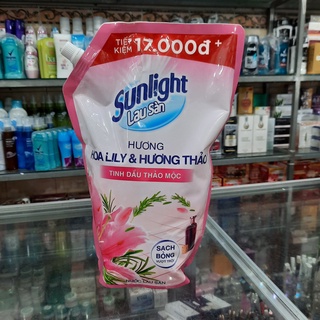 TIẾT KIỆM 17.000đ+
Sunlight
Lau Sàn
HƯƠNG
HOA LILY & HƯƠNG THẢO
TINH DẦU THẢO MỘC
SẠCH
BÓNG